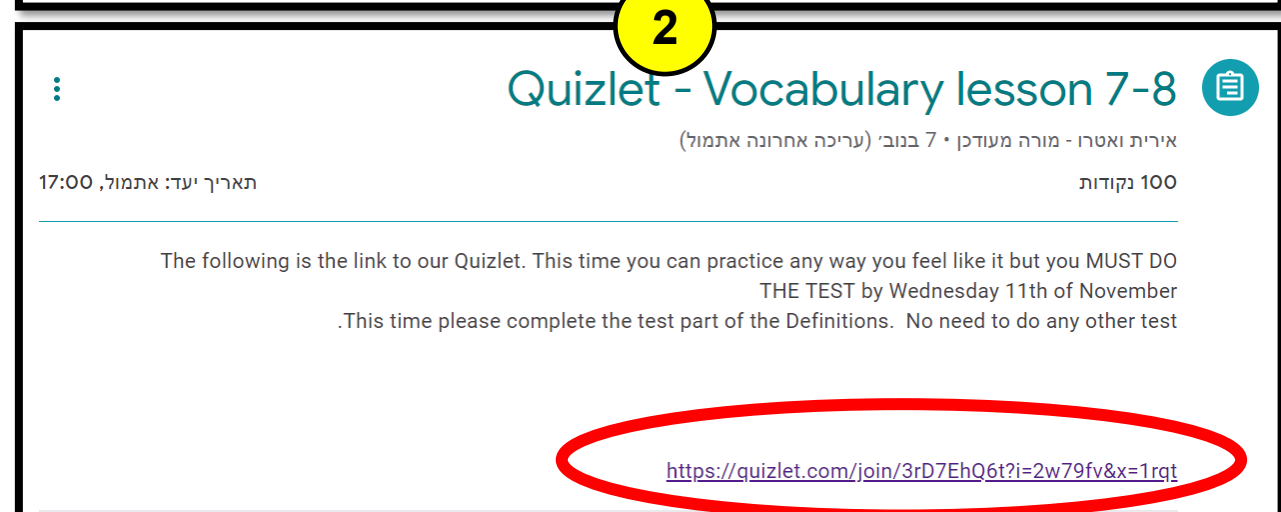 2
Quizlet - Vocabulary lesson 7-8
אירית ואטרו - מורה מעודכן • 7 בנוב׳ (עריכה אחרונה אתמול)
100 נקודות
תאריך יעד: אתמול, 17:00
The following is the link to our Quizlet. This time you can practice any way you feel like it but you MUST DO
THE TEST by Wednesday 11th of November
.This time please complete the test part of the Definitions.  No need to do any other test
https://quizlet.com/join/3rD7EhQ6t?i=2w79fv&x=1rqt